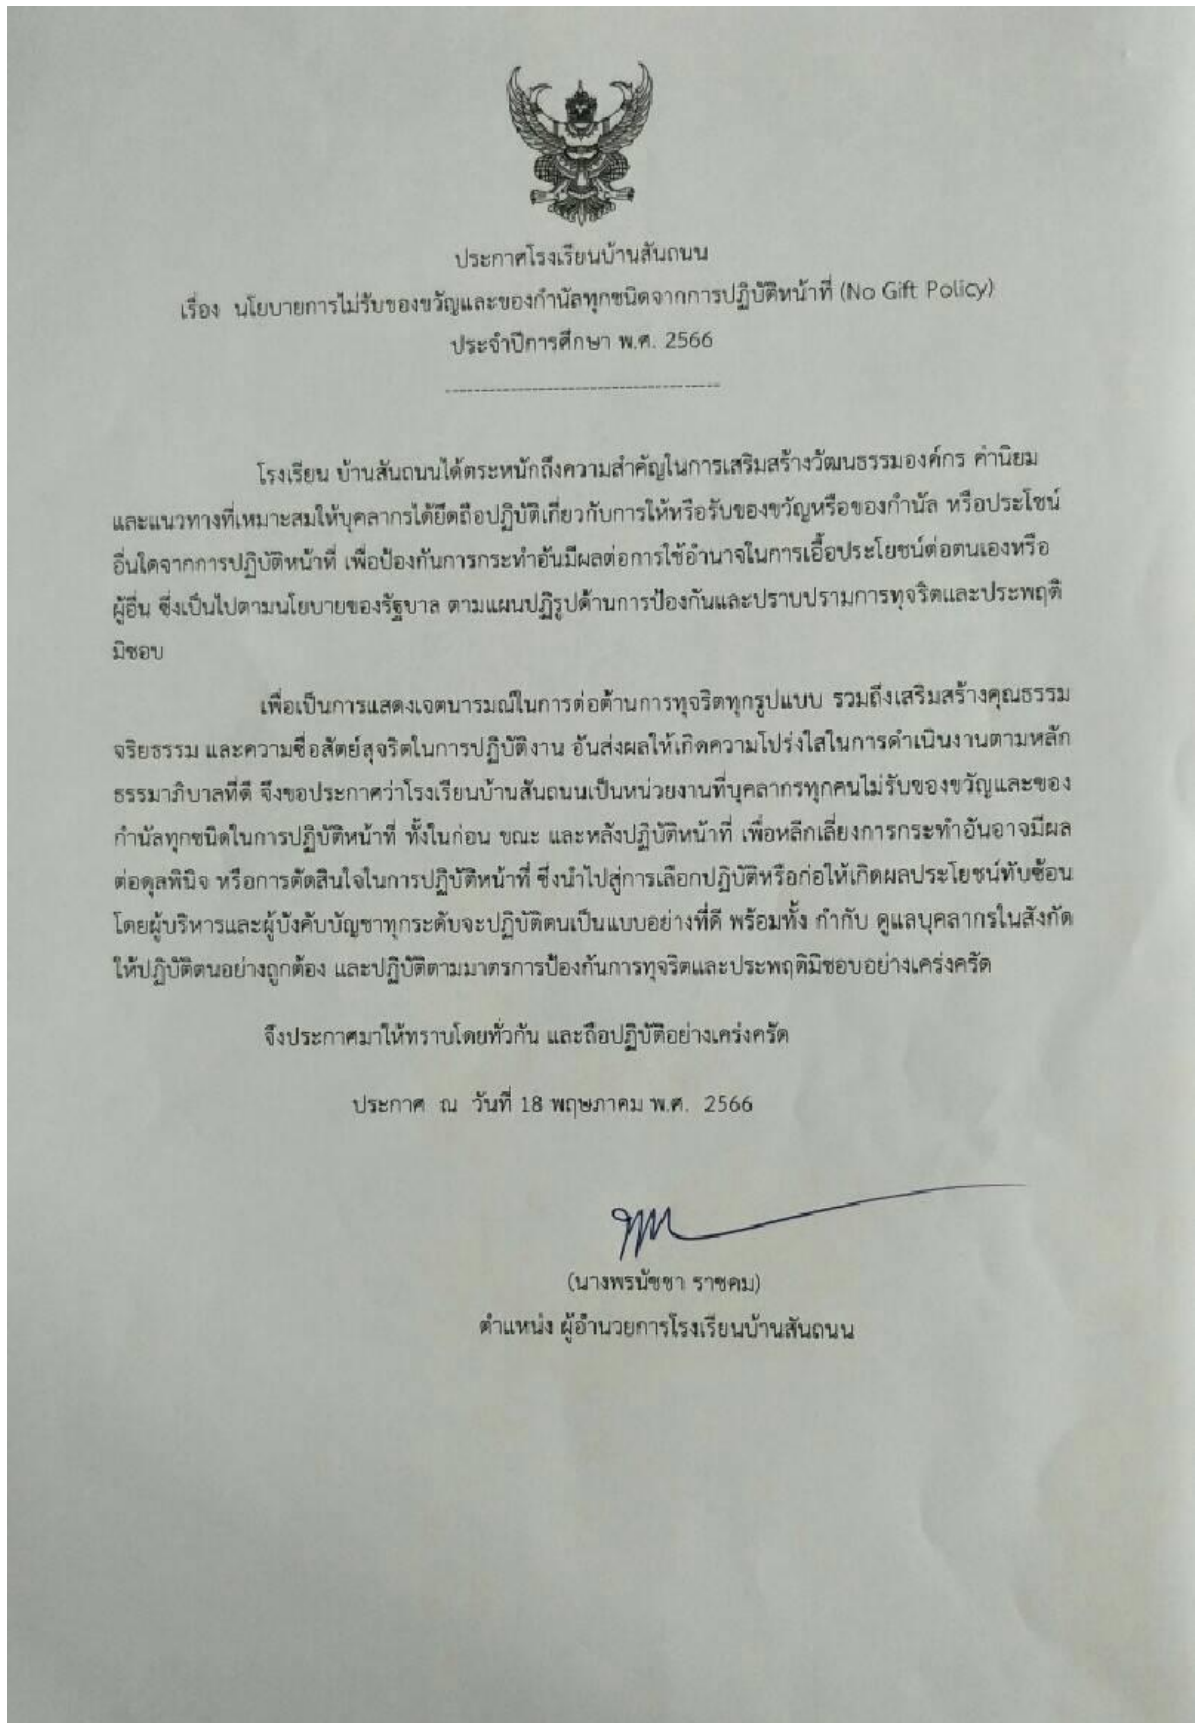 ประกาศโรงเรียนบ้านสันถนน
เรื่อง นโยบายการไม่รับของขวัญและของกำนัลทุกชนิดจากการปฏิบัติหน้าที่ (No Gift Policy)
ประจำปีการศึกษา พ.ศ. 2566
--------------------------------------
โรงเรียน บ้านสันถนนได้ตระหนักถึงความสำคัญในการเสริมสร้างวัฒนธรรมองค์กร ค่านิยม
และแนวทางที่เหมาะสมให้บุคลากรได้ยึดถือปฏิบัติเกี่ยวกับการให้หรือรับของขวัญหรือของกำนัล หรือประโชน์
อื่นใดจากการปฏิบัติหน้าที่ เพื่อป้องกันการกระทำอันมีผลต่อการใช้อำนาจในการเอื้อประโยชน์ต่อตนเองหรือ
ผู้อื่น ซึ่งเป็นไปตามนโยบายของรัฐบาล ตามแผนปฏิรูปด้านการป้องกันและปราบปรามการทุจริตและประพฤติ
มิชอบ
เพื่อเป็นการแสดงเจตนารมณ์ในการต่อต้านการทุจริตทุกรูปแบบ รวมถึงเสริมสร้างคุณธรรม
จริยธรรม และความซื่อสัตย์สุจริตในการปฏิบัติงาน อันส่งผลให้เกิดความโปร่งใสในการดำเนินงานตามหลัก
ธรรมาภิบาลที่ดี จึงขอประกาศว่าโรงเรียนบ้านสันถนนเป็นหน่วยงานที่บุคลากรทุกคนไม่รับของขวัญและของ
กำนัลทุกชนิดในการปฏิบัติหน้าที่ ทั้งในก่อน ขณะ และหลังปฏิบัติหน้าที่ เพื่อหลีกเลี่ยงการกระทำอันอาจมีผล
ต่อดุลพินิจ หรือการตัดสินใจในการปฏิบัติหน้าที่ ซึ่งนำไปสู่การเลือกปฏิบัติหรือก่อให้เกิดผลประโยชน์ทับซ้อน
โดยผู้บริหารและผู้บังคับบัญชาทุกระดับจะปฏิบัติตนเป็นแบบอย่างที่ดี พร้อมทั้ง กำกับ ดูแลบุคลากรในสังกัด
ให้ปฏิบัติตนอย่างถูกต้อง และปฏิบัติตามมาตรการป้องกันการทุจริตและประพฤติมิชอบอย่างเคร่งครัด
จึงประกาศมาให้ทราบโดยทั่วกัน และถือปฏิบัติอย่างเคร่งครัด
ประกาศ ณ วันที่ 18 พฤษภาคม พ.ศ. 2566
(นางพรนัชชา ราชคม)
ตำแหน่ง ผู้อำนวยการโรงเรียนบ้านสันถนน